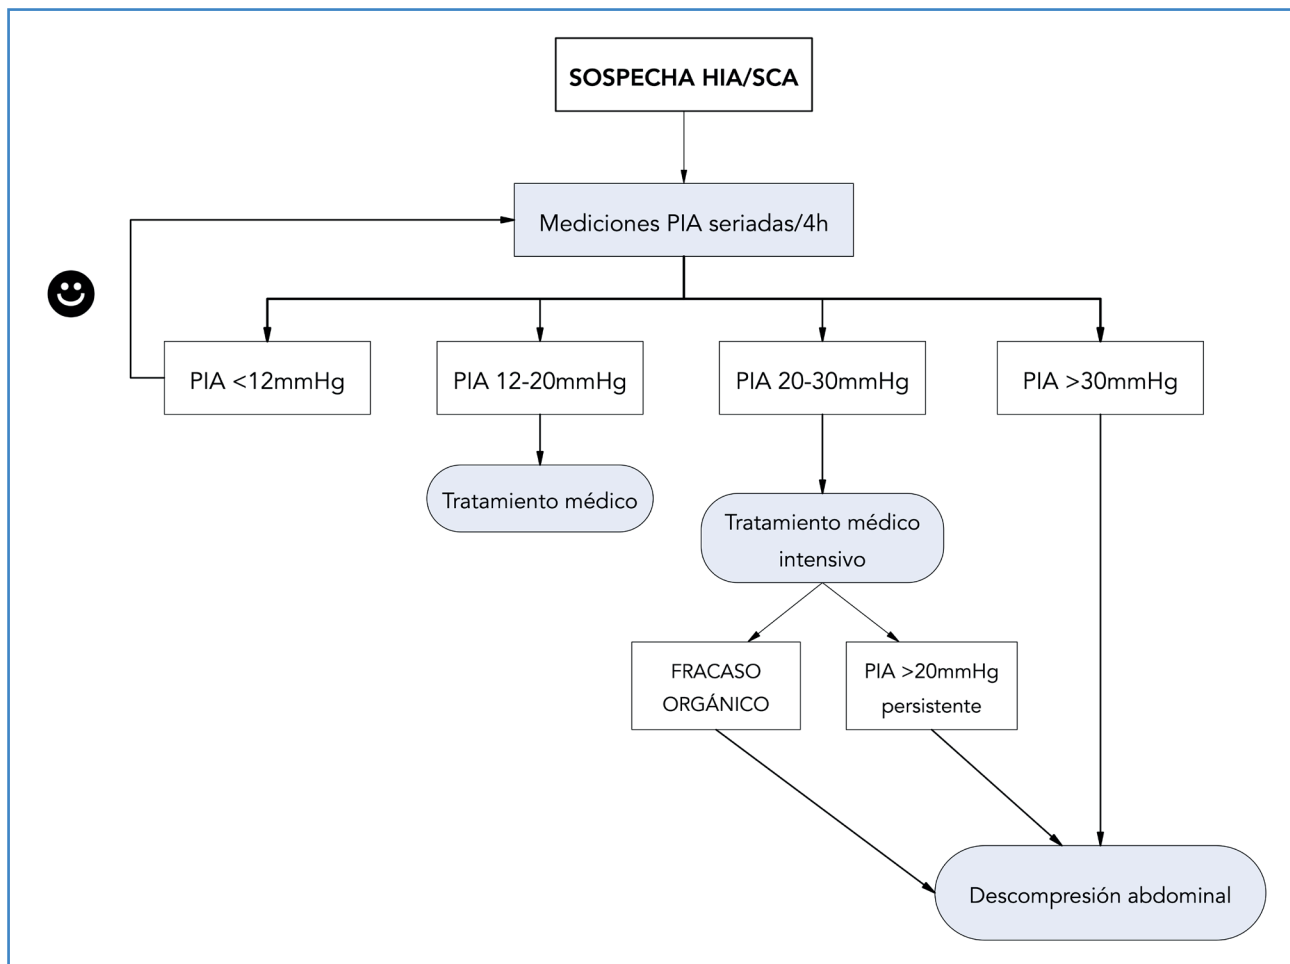 SOSPECHA HIA/SCA
Mediciones PIA seriadas/4h
PIA <12mmHg
PIA 12-20mmHg
PIA 20-30mmHg
PIA >30mmHg
Tratamiento médico
Tratamiento médico
intensivo
FRACASO
ORGÁNICO
PIA >20mmHg
persistente
Descompresión abdominal